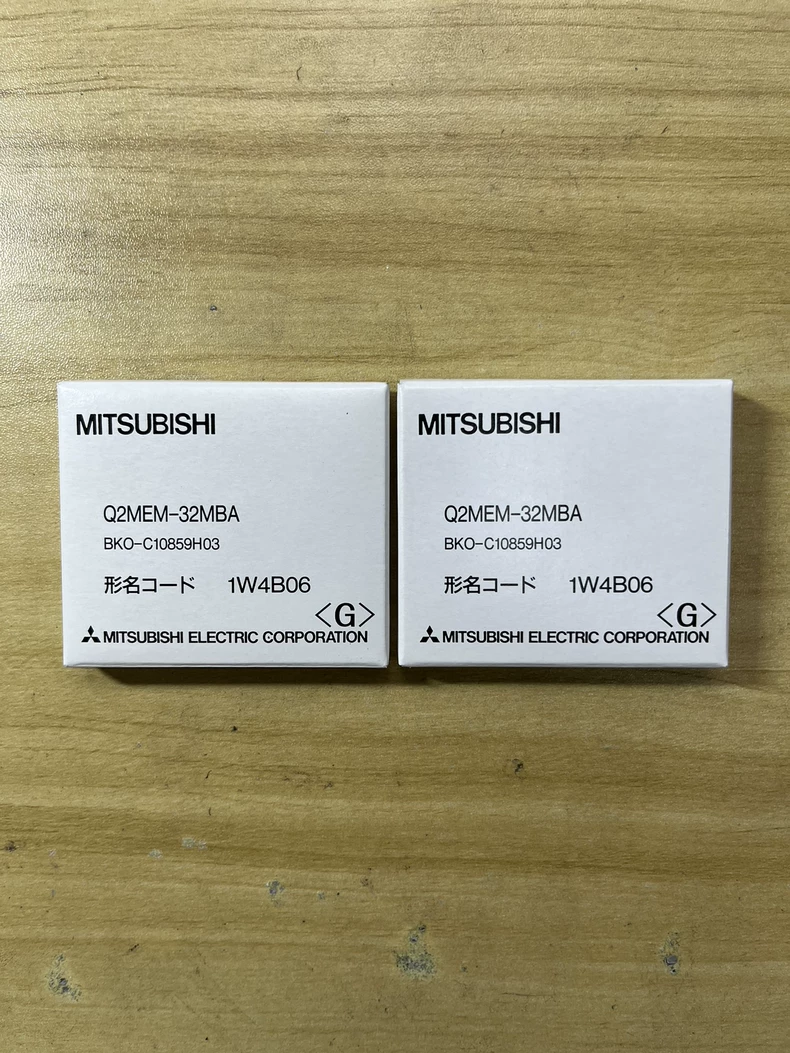 MITSUBISHI
Q2MEM-32MBA
BKO-C10859H03
形名コード 1W4B06
<G>
MITSUBISHI ELECTRIC CORPORATION
MITSUBISHI
Q2MEM-32MBA
BKO-C10859H03
形名コード 1W4B06
<G>
MITSUBISHI ELECTRIC CORPORATION